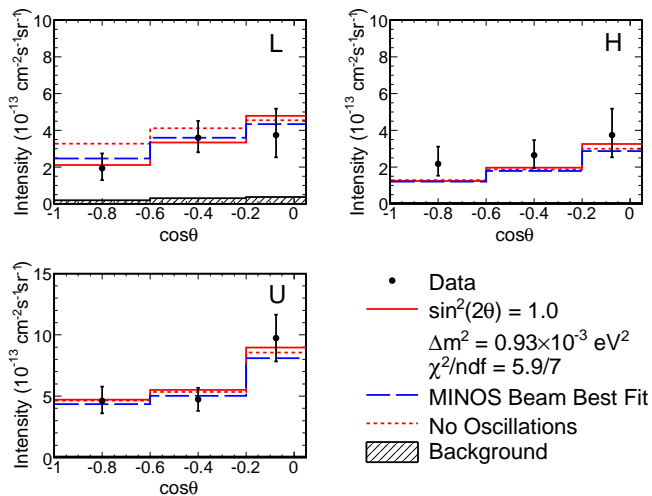 L
Intensity (10⁻¹³ cm⁻²s⁻¹sr⁻¹)
10
8
6
4
2
0
-1 -0.8 -0.6 -0.4 -0.2 0
cosθ
H
Intensity (10⁻¹³ cm⁻²s⁻¹sr⁻¹)
10
8
6
4
2
0
-1 -0.8 -0.6 -0.4 -0.2 0
cosθ
U
Intensity (10⁻¹³ cm⁻²s⁻¹sr⁻¹)
15
10
5
0
-1 -0.8 -0.6 -0.4 -0.2 0
cosθ
Data
sin²(2θ) = 1.0
Δm² = 0.93×10⁻³ eV²
χ²/ndf = 5.9/7
MINOS Beam Best Fit
No Oscillations
Background